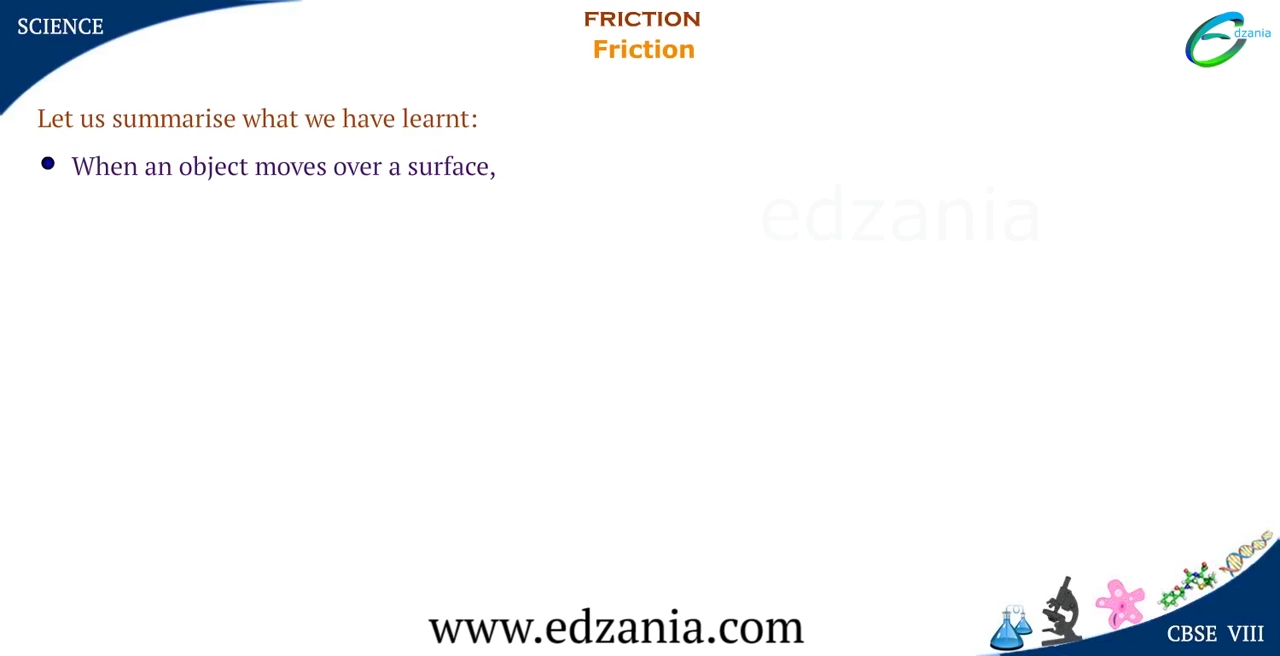 SCIENCE
FRICTION
Friction
dzania
Let us summarise what we have learnt:
When an object moves over a surface,
edzania
www.edzania.com
CBSE VIII